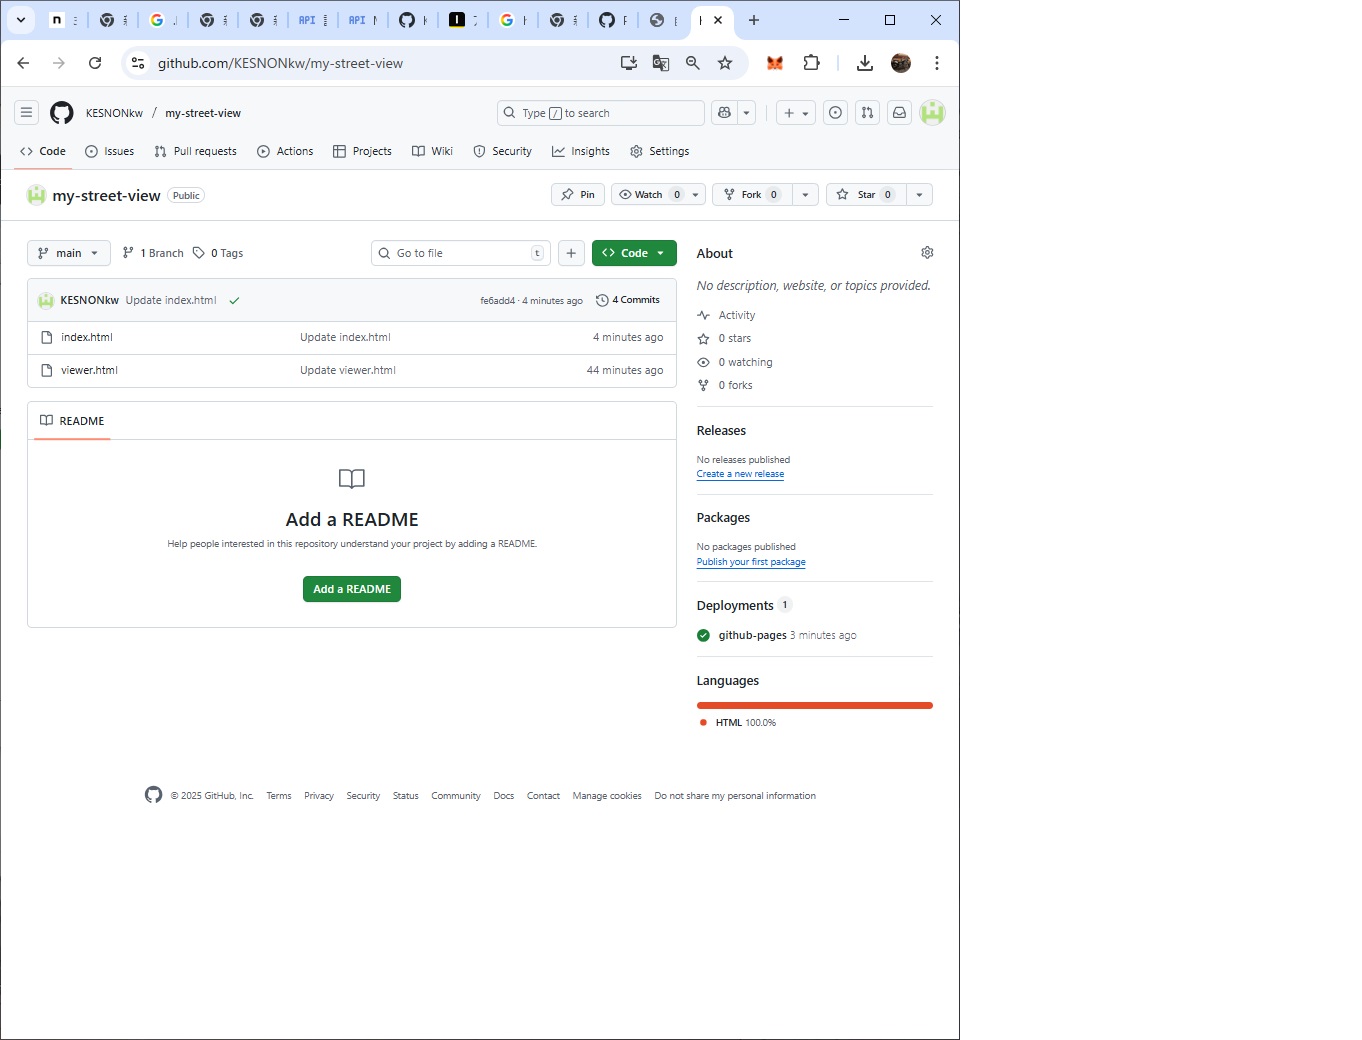 github.com/KESNONkw/my-street-view
KESNONkw / my-street-view
Type / to search
Code Issues Pull requests Actions Projects Wiki Security Insights Settings
my-street-view Public
Pin Watch 0 Fork 0 Star 0
main 1 Branch 0 Tags
Go to file t
Code
KESNONkw Update index.html
fe6add4 · 4 minutes ago 4 Commits
index.html Update index.html 4 minutes ago
viewer.html Update viewer.html 44 minutes ago
README
Add a README
Help people interested in this repository understand your project by adding a README.
Add a README
About
No description, website, or topics provided.
Activity
0 stars
0 watching
0 forks
Releases
No releases published
Create a new release
Packages
No packages published
Publish your first package
Deployments 1
github-pages 3 minutes ago
Languages
HTML 100.0%
© 2025 GitHub, Inc. Terms Privacy Security Status Community Docs Contact Manage cookies Do not share my personal information